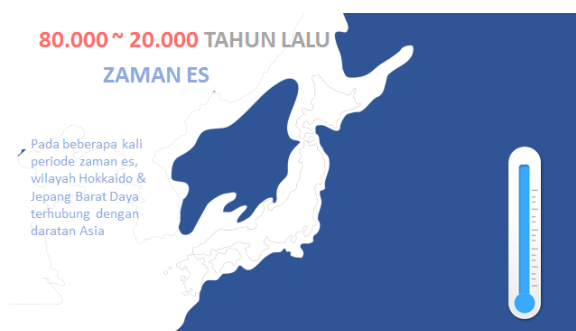 80.000 ~ 20.000 TAHUN LALU
ZAMAN ES
Pada beberapa kali
periode zaman es,
wilayah Hokkaido &
Jepang Barat Daya
terhubung dengan
daratan Asia